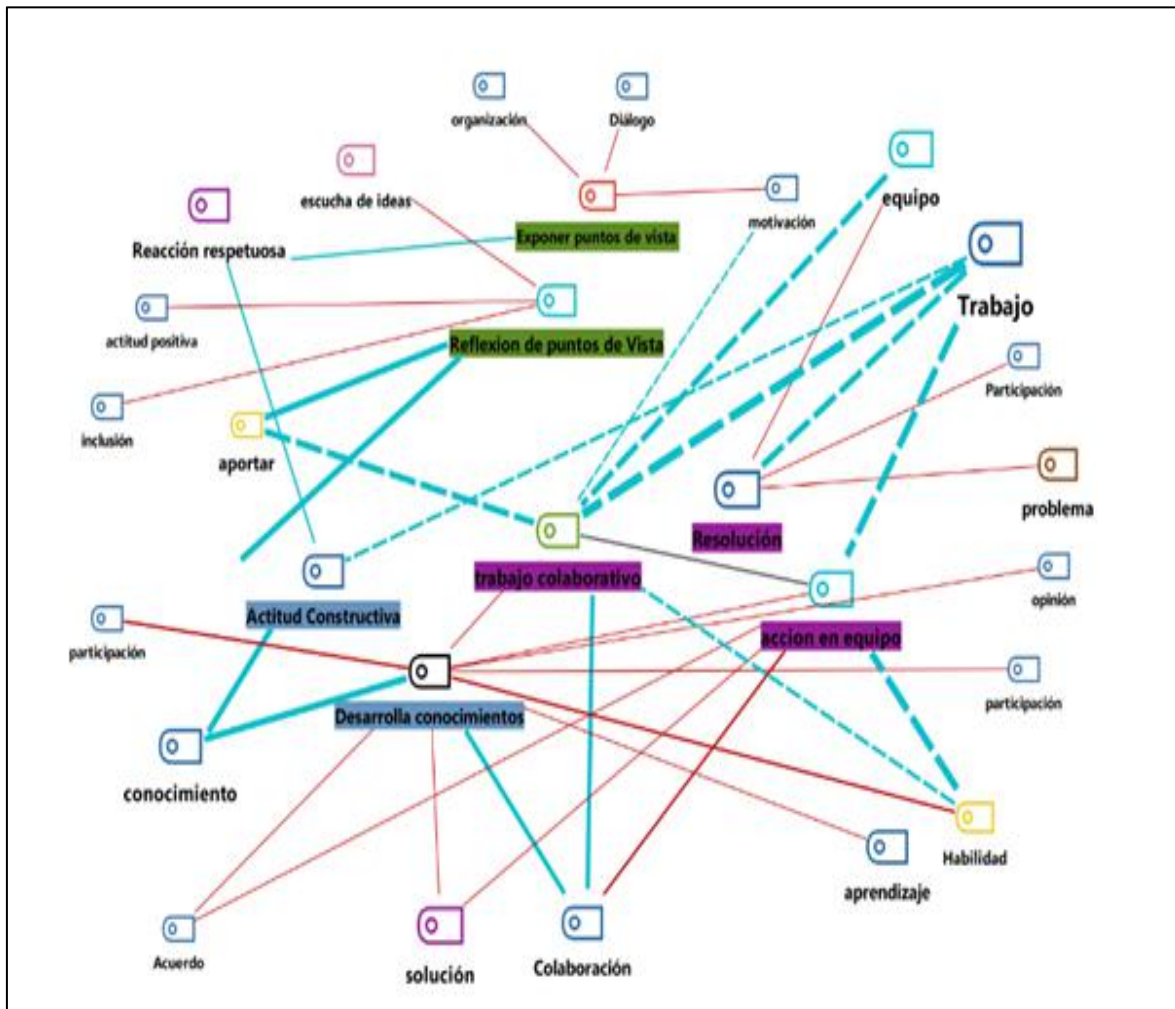 organización
Diálogo
escucha de ideas
equipo
motivación
Reacción respetuosa
Exponer puntos de vista
Trabajo
actitud positiva
Reflexion de puntos de Vista
Participación
inclusión
aportar
problema
Resolución
trabajo colaborativo
opinión
Actitud Constructiva
accion en equipo
participación
participación
Desarrolla conocimientos
conocimiento
Habilidad
aprendizaje
Acuerdo
solución
Colaboración